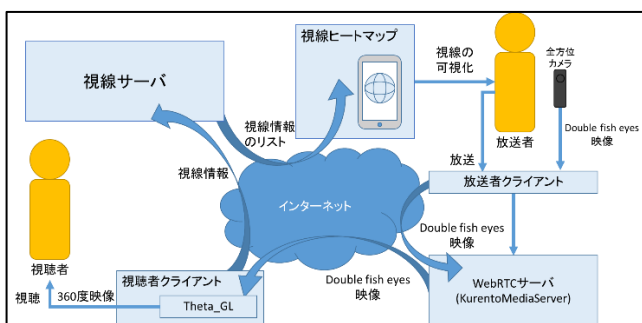 視線サーバ
視線ヒートマップ
視線の
可視化
全方位
カメラ
放送者
Double fish eyes
映像
視線情報
のリスト
視線情報
放送
放送者クライアント
インターネット
視聴者
Double fish eyes
映像
視聴者クライアント
Double fish eyes
映像
WebRTCサーバ
(KurentoMediaServer)
視聴
360度映像
Theta_GL